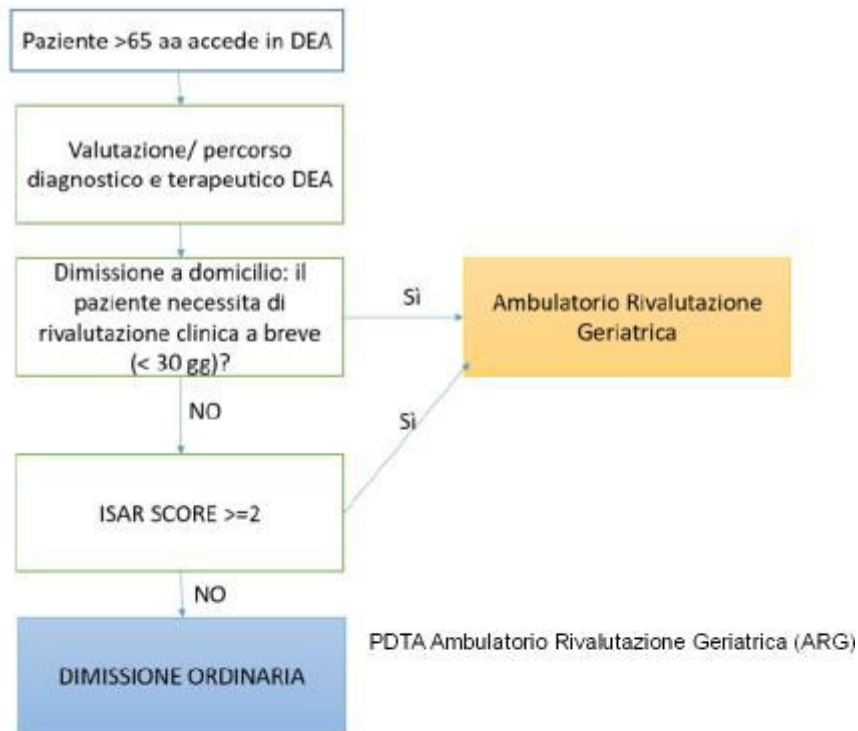 Paziente >65 aa accede in DEA
Valutazione/ percorso
diagnostico e terapeutico DEA
Dimissione a domicilio: il
paziente necessita di
rivalutazione clinica a breve
(< 30 gg)?
Sì
Ambulatorio Rivalutazione
Geriatrica
NO
Sì
ISAR SCORE >=2
NO
DIMISSIONE ORDINARIA
PDTA Ambulatorio Rivalutazione Geriatrica (ARG)